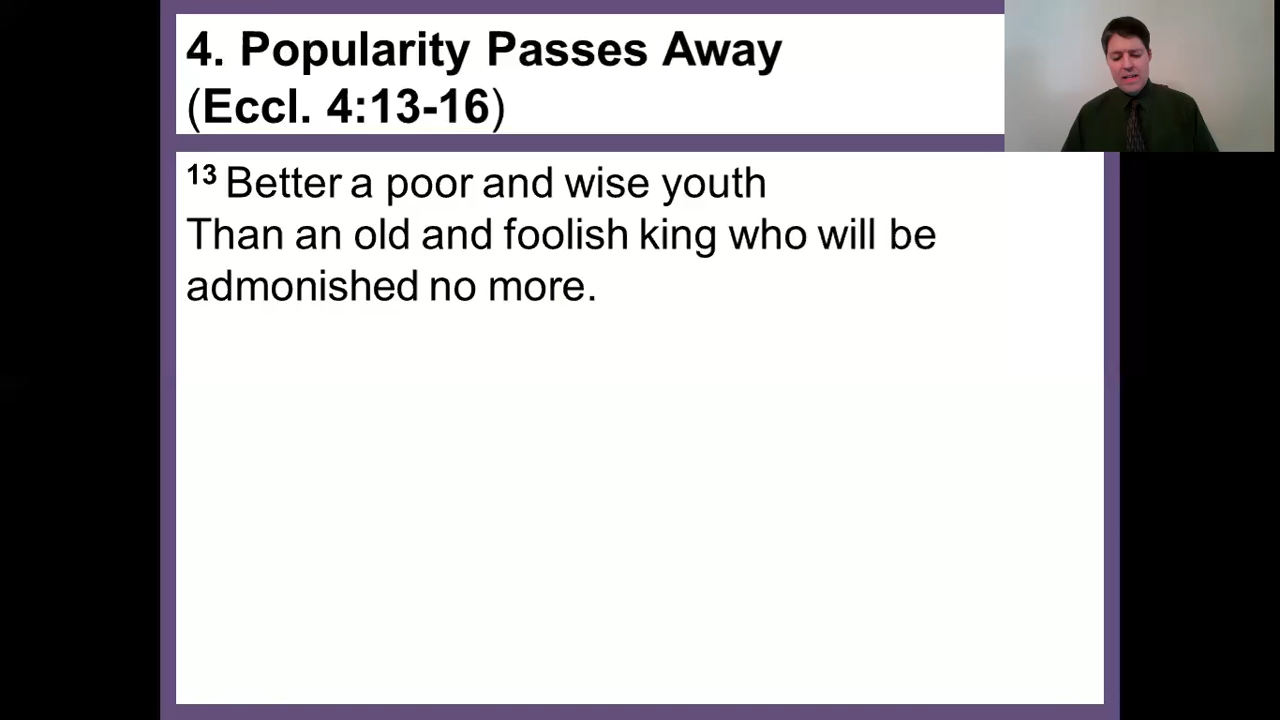 4. Popularity Passes Away
(Eccl. 4:13-16)
13 Better a poor and wise youth
Than an old and foolish king who will be
admonished no more.